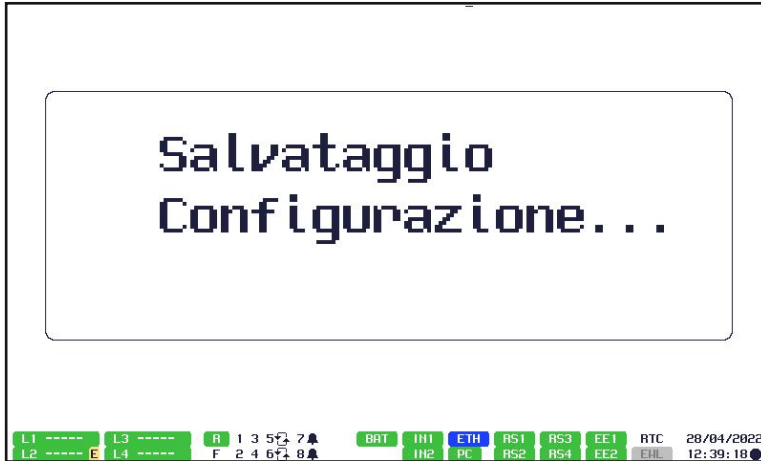 Salvataggio
Configurazione...
L1 ----- L3 ----- R 1 3 5 7 BAT IN1 ETH RS1 RS3 EE1 RTC 28/04/2022
L2 ----- E L4 ----- F 2 4 6 8 IN2 PC RS2 RS4 EE2 EWL 12:39:18